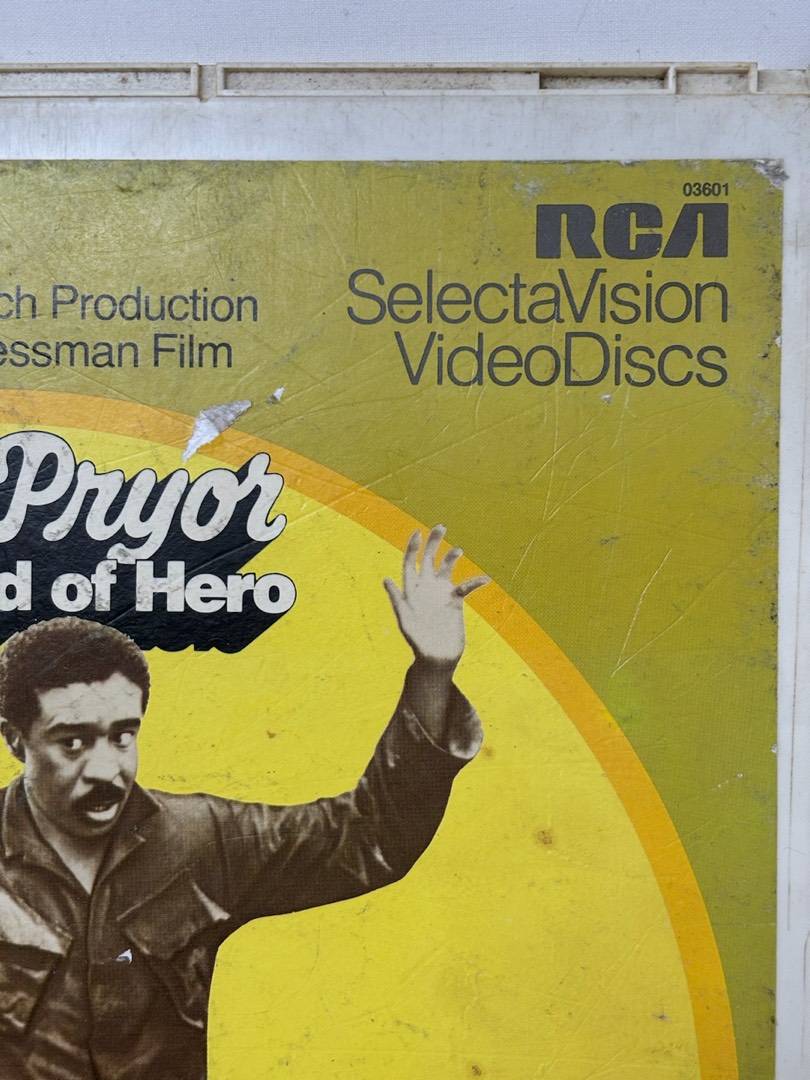 03601
RCA
SelectaVision
VideoDiscs
ch Production
essman Film
Pryor
d of Hero